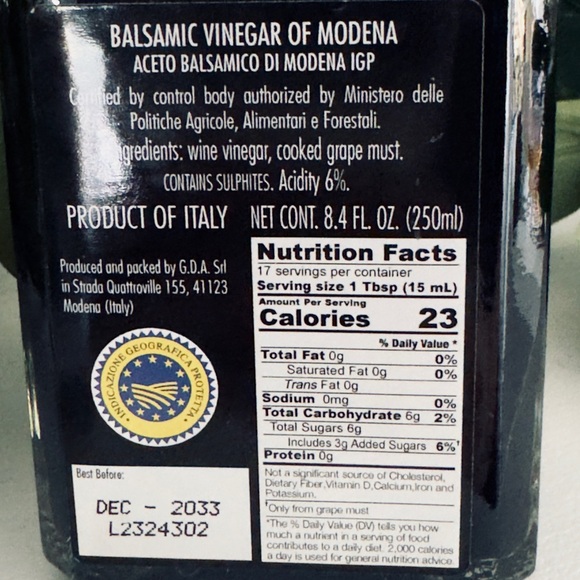 BALSAMIC VINEGAR OF MODENA
ACETO BALSAMICO DI MODENA IGP
Certified by control body authorized by Ministero delle
Politiche Agricole, Alimentari e Forestali.
Ingredients: wine vinegar, cooked grape must.
CONTAINS SULPHITES. Acidity 6%.
PRODUCT OF ITALY NET CONT. 8.4 FL. OZ. (250ml)
Produced and packed by G.D.A. Srl
in Strada Quattroville 155, 41123
Modena (Italy)
INDICAZIONE GEOGRAFICA PROTETTA
Best Before:
DEC - 2033
L2324302
Nutrition Facts
17 servings per container
Serving size 1 Tbsp (15 mL)
Amount Per Serving
Calories 23
% Daily Value *
Total Fat 0g 0%
Saturated Fat 0g 0%
Trans Fat 0g
Sodium 0mg 0%
Total Carbohydrate 6g 2%
Total Sugars 6g
Includes 3g Added Sugars 6%†
Protein 0g
Not a significant source of Cholesterol,
Dietary Fiber,Vitamin D,Calcium,Iron and
Potassium.
†Only from grape must
*The % Daily Value (DV) tells you how
much a nutrient in a serving of food
contributes to a daily diet. 2,000 calories
a day is used for general nutrition advice.